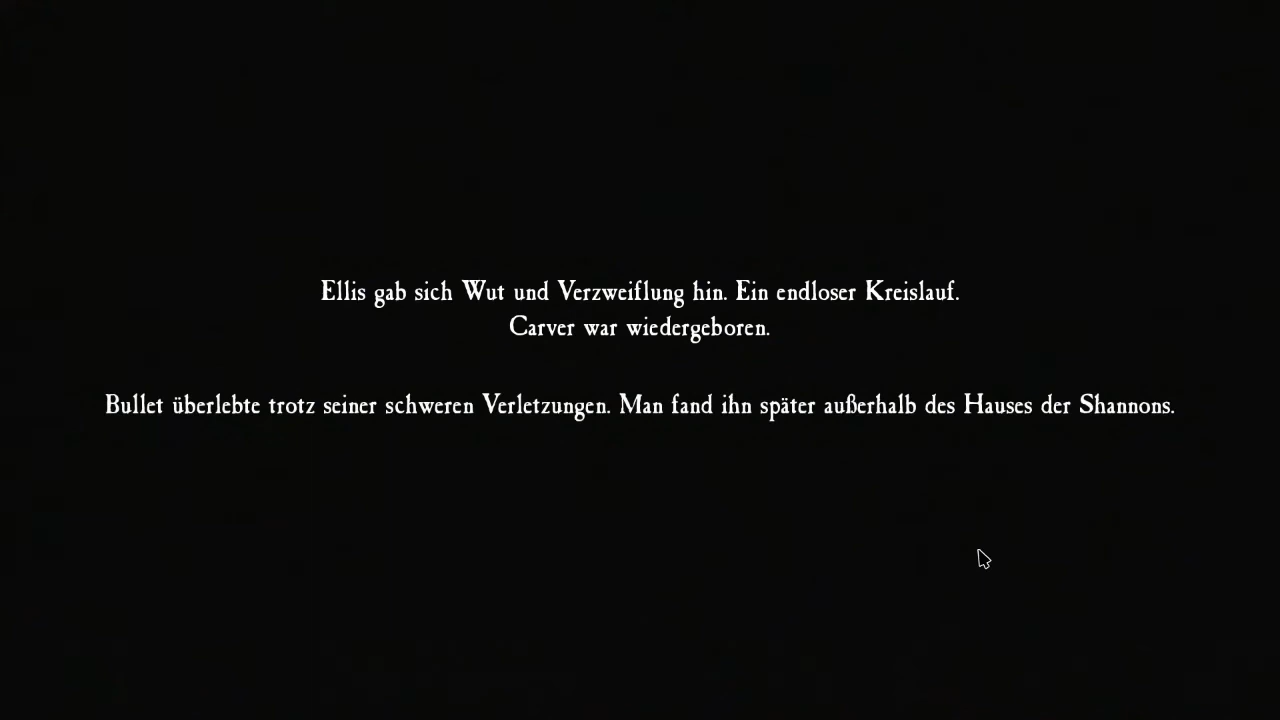 Ellis gab sich Wut und Verzweiflung hin. Ein endloser Kreislauf.
Carver war wiedergeboren.
Bullet überlebte trotz seiner schweren Verletzungen. Man fand ihn später außerhalb des Hauses der Shannons.